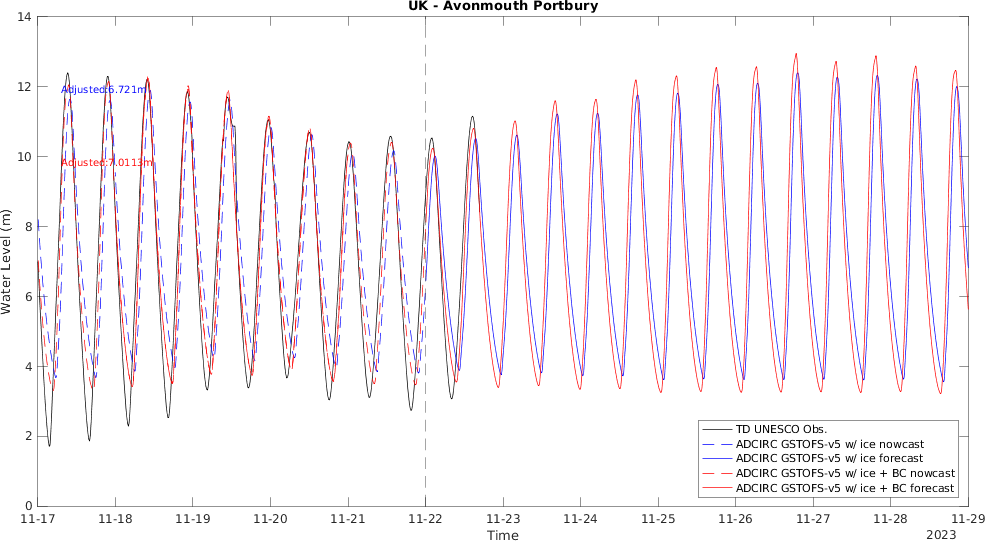 UK - Avonmouth Portbury
14
12
10
8
6
4
2
0
Water Level (m)
Adjusted:6.721m
Adjusted:7.0113m
TD UNESCO Obs.
ADCIRC GSTOFS-v5 w/ ice nowcast
ADCIRC GSTOFS-v5 w/ ice forecast
ADCIRC GSTOFS-v5 w/ ice + BC nowcast
ADCIRC GSTOFS-v5 w/ ice + BC forecast
11-17 11-18 11-19 11-20 11-21 11-22 11-23 11-24 11-25 11-26 11-27 11-28 11-29
Time
2023